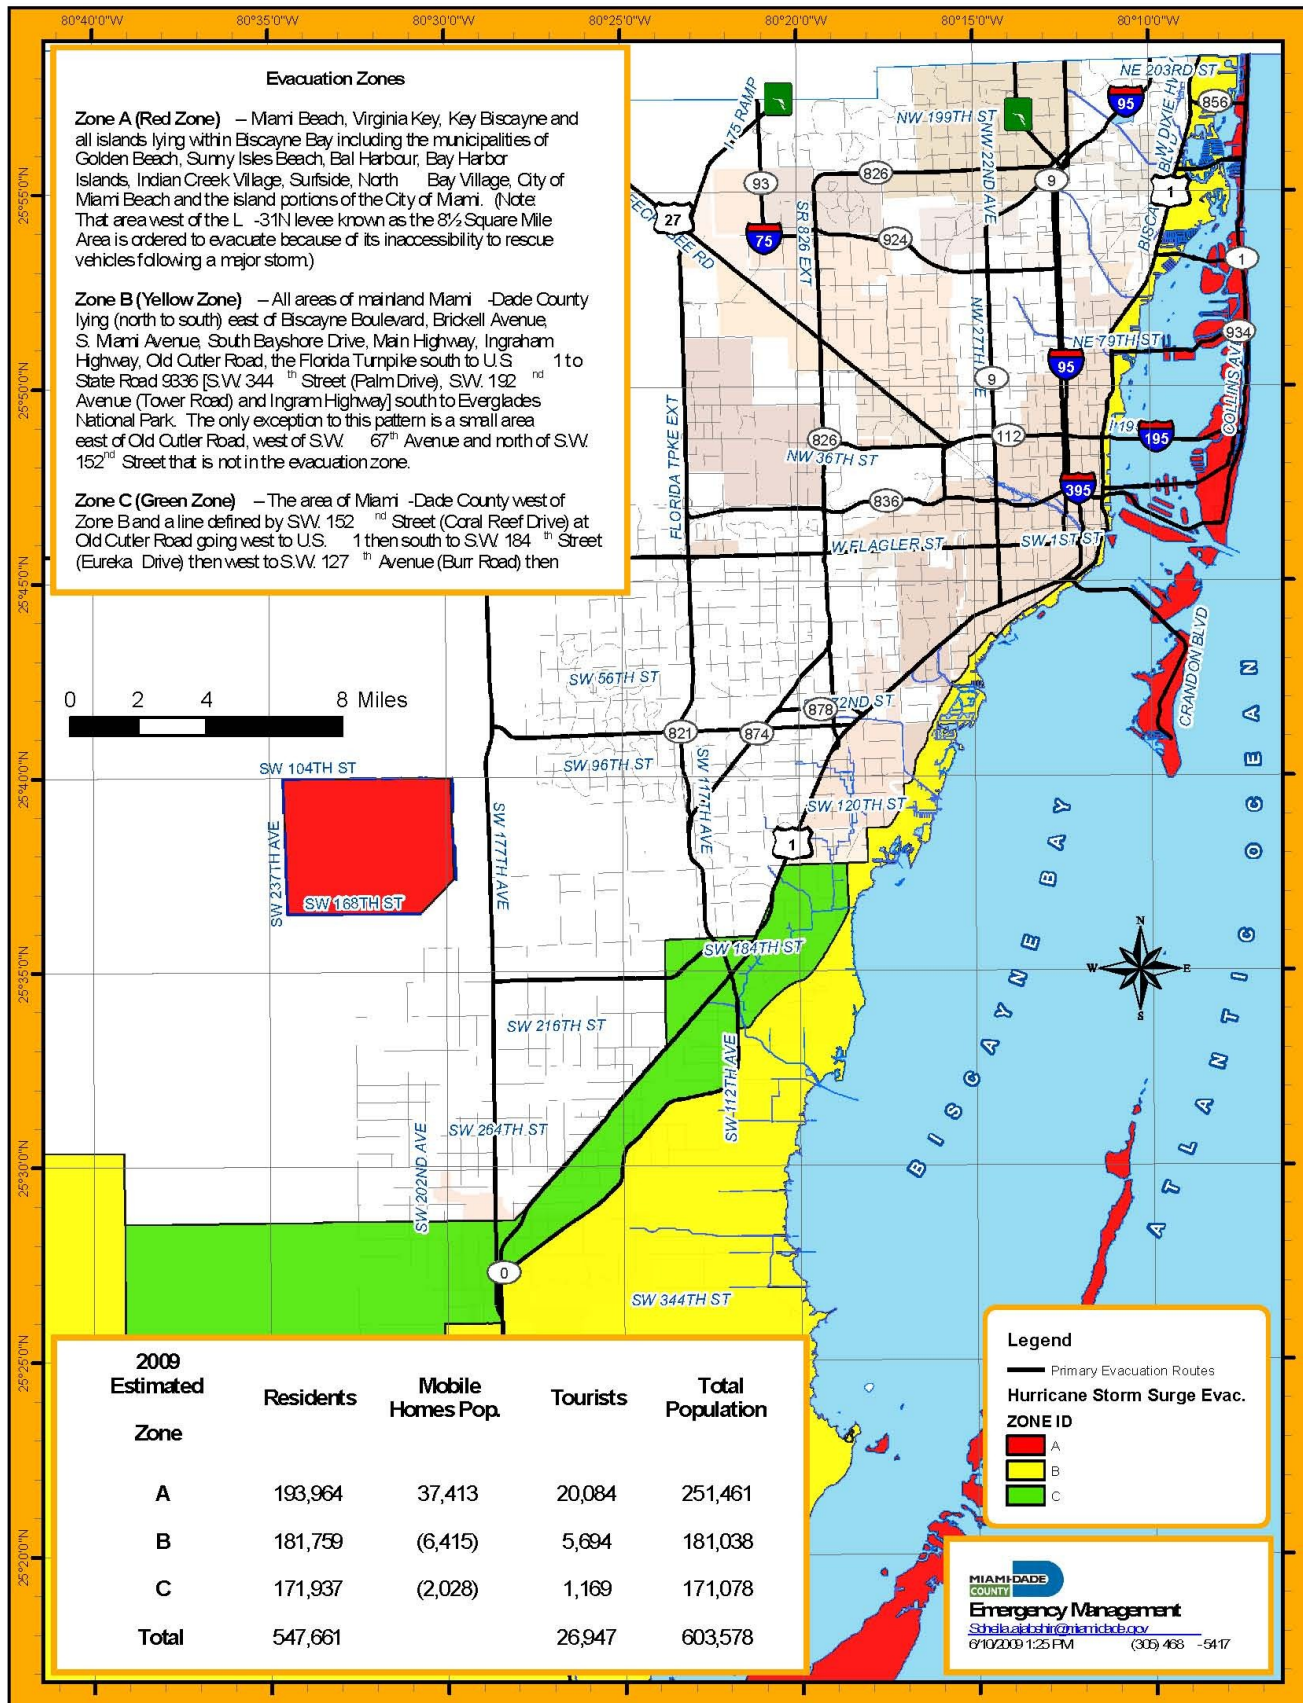 80°40'0"W 80°35'0"W 80°30'0"W 80°25'0"W 80°20'0"W 80°15'0"W 80°10'0"W
Evacuation Zones
Zone A (Red Zone) – Miami Beach, Virginia Key, Key Biscayne and
all islands lying within Biscayne Bay including the municipalities of
Golden Beach, Sunny Isles Beach, Bal Harbour, Bay Harbor
Islands, Indian Creek Village, Surfside, North Bay Village, City of
Miami Beach and the island portions of the City of Miami. (Note:
That area west of the L -31N levee known as the 8½ Square Mile
Area is ordered to evacuate because of its inaccessibility to rescue
vehicles following a major storm.)
Zone B (Yellow Zone) – All areas of mainland Miami -Dade County
lying (north to south) east of Biscayne Boulevard, Brickell Avenue,
S. Miami Avenue, South Bayshore Drive, Main Highway, Ingraham
Highway, Old Cutler Road, the Florida Turnpike south to U.S 1 to
State Road 9336 [S.W. 344 th Street (Palm Drive), S.W. 192 nd
Avenue (Tower Road) and Ingram Highway] south to Everglades
National Park. The only exception to this pattern is a small area
east of Old Cutler Road, west of S.W. 67th Avenue and north of S.W.
152nd Street that is not in the evacuation zone.
Zone C (Green Zone) – The area of Miami -Dade County west of
Zone B and a line defined by S.W. 152 nd Street (Coral Reef Drive) at
Old Cutler Road going west to U.S. 1 then south to S.W. 184 th Street
(Eureka Drive) then west to S.W. 127 th Avenue (Burr Road) then
I-75 RAMP
NW 199TH ST
NE 203RD ST
95
856
W DIXIE HWY
BLVD
1
BISCA
NW 22ND AVE
826
9
93
27
75
SR 826 EXT
924
EECHOBEE RD
1
934
NE 79TH ST
COLLINS AV
NW 27TH AVE
95
9
826
112
I 195
195
NW 36TH ST
FLORIDA TPKE EXT
836
395
W FLAGLER ST
SW 1ST ST
CRANDON BLVD
SW 56TH ST
72ND ST
878
821
874
SW 96TH ST
SW 117TH AVE
SW 120TH ST
1
0 2 4 8 Miles
SW 104TH ST
SW 237TH AVE
SW 168TH ST
SW 177TH AVE
SW 184TH ST
SW 216TH ST
SW 112TH AVE
SW 264TH ST
SW 202ND AVE
0
SW 344TH ST
BISCAYNE BAY
ATLANTIC OCEAN
N
W E
S
25°55'0"N
25°50'0"N
25°45'0"N
25°40'0"N
25°35'0"N
25°30'0"N
25°25'0"N
25°20'0"N
Legend
Primary Evacuation Routes
Hurricane Storm Surge Evac.
ZONE ID
A
B
C
2009
Estimated
Zone Residents Mobile Homes Pop. Tourists Total Population
A 193,964 37,413 20,084 251,461
B 181,759 (6,415) 5,694 181,038
C 171,937 (2,028) 1,169 171,078
Total 547,661 26,947 603,578
MIAMI-DADE
COUNTY
Emergency Management
6/10/2009 1:25 PM (305) 468 -5417